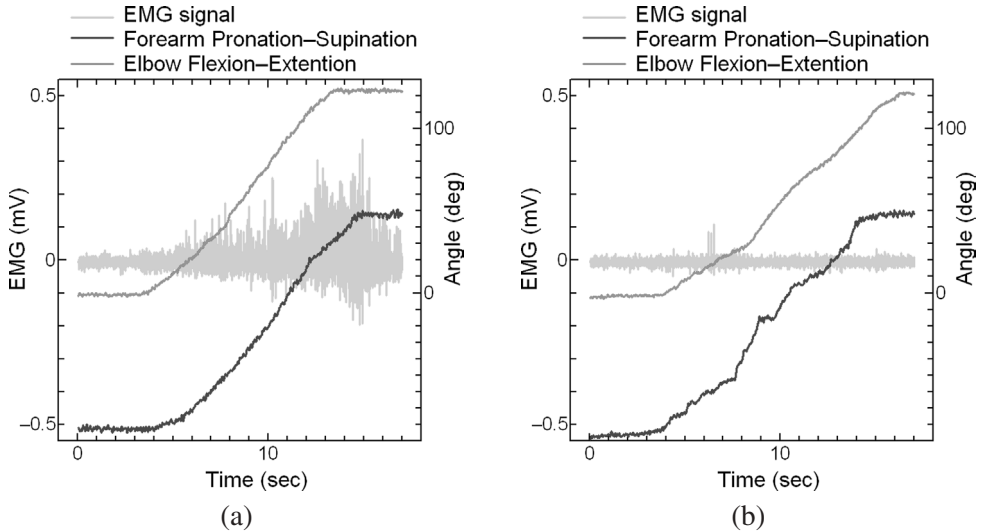 EMG signal
Forearm Pronation–Supination
Elbow Flexion–Extention
0.5
0
−0.5
EMG (mV)
100
0
Angle (deg)
0
10
Time (sec)
(a)
EMG signal
Forearm Pronation–Supination
Elbow Flexion–Extention
0.5
0
−0.5
EMG (mV)
100
0
Angle (deg)
0
10
Time (sec)
(b)